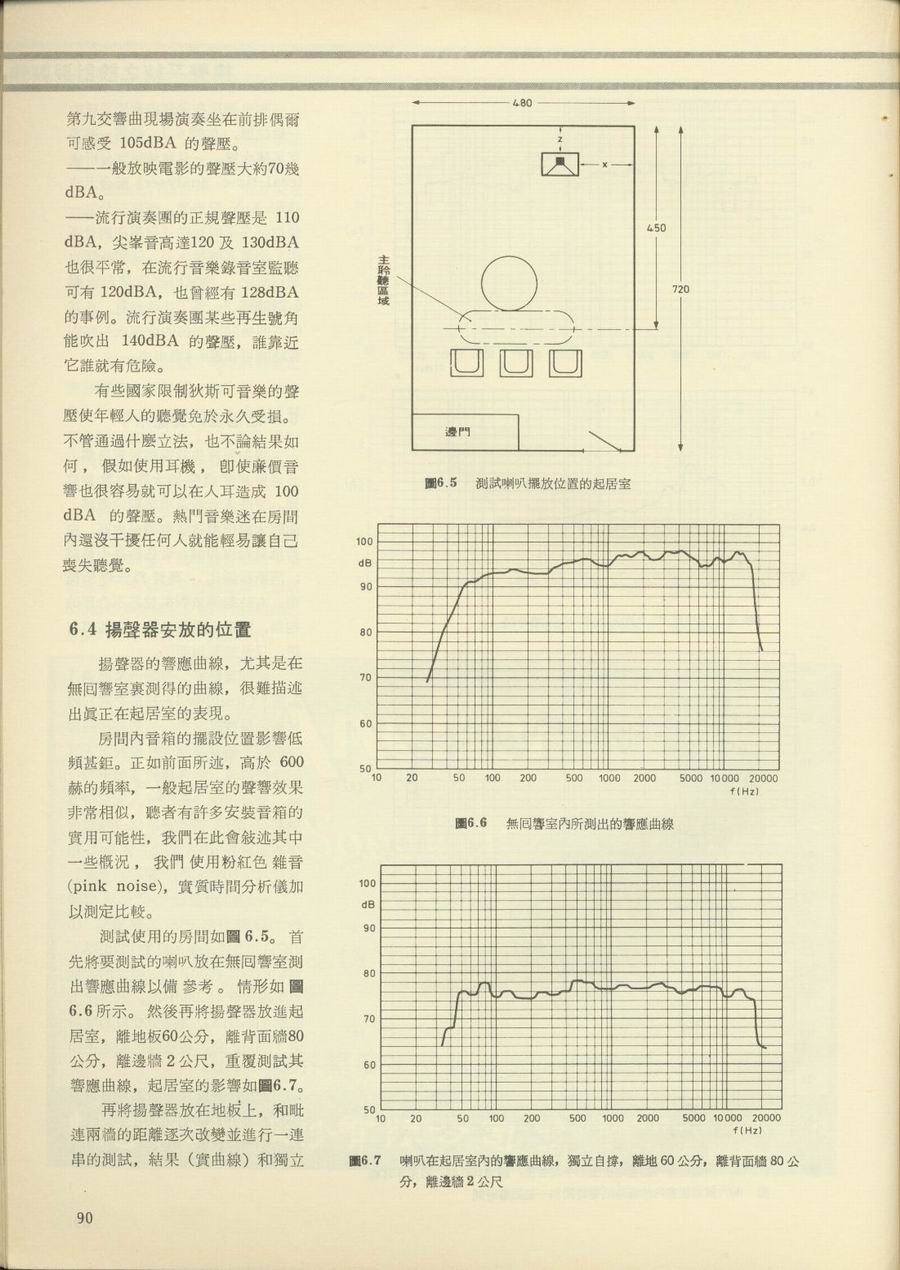 第九交響曲現場演奏坐在前排偶爾
可感受 105dBA 的聲壓。
——一般放映電影的聲壓大約70幾
dBA。
——流行演奏團的正規聲壓是 110
dBA，尖峯音高達120 及 130dBA
也很平常，在流行音樂錄音室監聽
可有 120dBA，也曾經有 128dBA
的事例。流行演奏團某些再生號角
能吹出 140dBA 的聲壓，誰靠近
它誰就有危險。
有些國家限制狄斯可音樂的聲
壓使年輕人的聽覺免於永久受損。
不管通過什麼立法，也不論結果如
何，假如使用耳機，卽使廉價音
響也很容易就可以在人耳造成 100
dBA 的聲壓。熱門音樂迷在房間
內還沒干擾任何人就能輕易讓自己
喪失聽覺。
6.4 揚聲器安放的位置
揚聲器的響應曲線，尤其是在
無囘響室裏測得的曲線，很難描述
出眞正在起居室的表現。
房間內音箱的擺設位置影響低
頻甚鉅。正如前面所述，高於 600
赫的頻率，一般起居室的聲響效果
非常相似，聽者有許多安裝音箱的
實用可能性，我們在此會敍述其中
一些概況，我們 使用粉紅色 雜音
(pink noise)，實質時間分析儀加
以測定比較。
測試使用的房間如圖 6.5。首
先將要測試的喇叭放在無囘響室測
出響應曲線以備 參考。情形如 圖
6.6 所示。然後再將揚聲器放進起
居室，離地板60公分，離背面牆80
公分，離邊牆 2 公尺，重覆測試其
響應曲線，起居室的影響如圖6.7。
再將揚聲器放在地板上，和毗
連兩牆的距離逐次改變並進行一連
串的測試，結果（實曲線）和獨立
90
480
z
x
450
720
主聆聽區域
邊門
圖6.5 測試喇叭擺放位置的起居室
100
dB
90
80
70
60
50
10 20 50 100 200 500 1000 2000 5000 10000 20000
f(Hz)
圖6.6 無囘響室內所測出的響應曲線
100
dB
90
80
70
60
50
10 20 50 100 200 500 1000 2000 5000 10000 20000
f(Hz)
圖6.7 喇叭在起居室內的響應曲線，獨立自撐，離地 60 公分，離背面牆 80 公
分，離邊牆 2 公尺